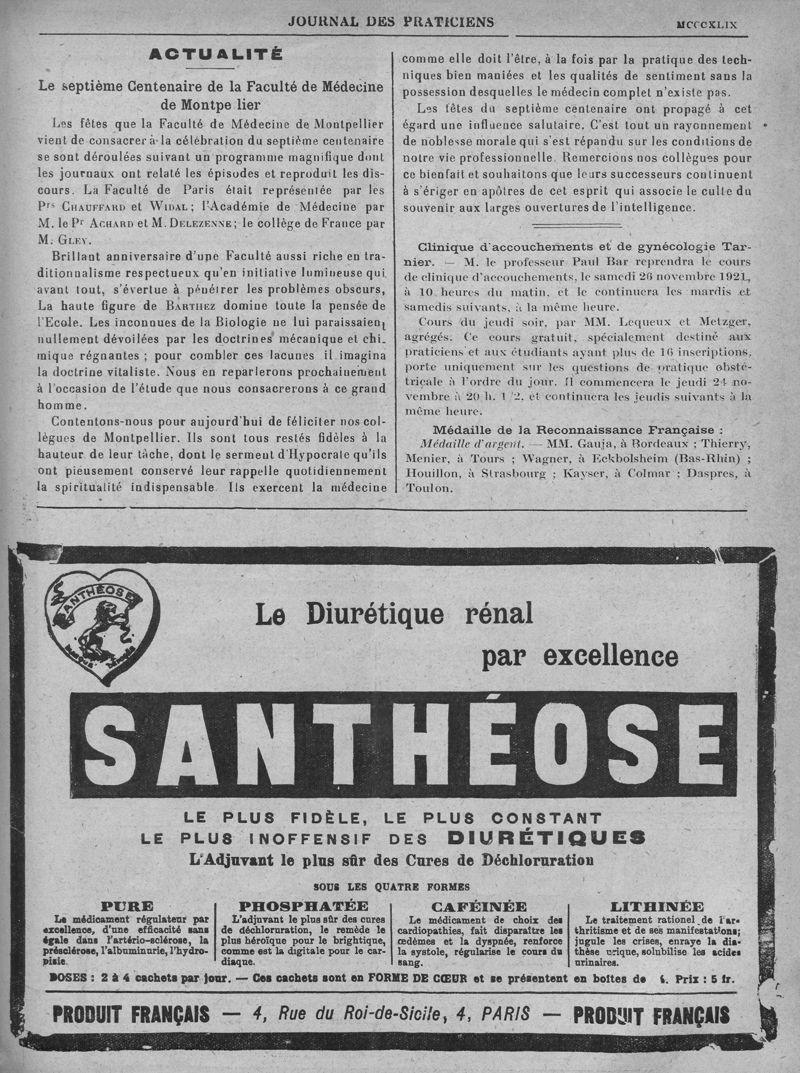 JOURNAL DES PRATICIENS
MCCCXLIX
ACTUALITÉ
Le septième Centenaire de la Faculté de Médecine
de Montpe lier
Les fêtes que la Faculté de Médecine de Montpellier
vient de consacrer à la célébration du septième centenaire
se sont déroulées suivant un programme magnifique dont
les journaux ont relaté les épisodes et reproduit les dis-
cours. La Faculté de Paris était représentée par les
Prs CHAUFFARD et WIDAL ; l'Académie de Médecine par
M. le Pr ACHARD et M. DELEZENNE ; le collège de France par
M. GLEY.
Brillant anniversaire d'une Faculté aussi riche en tra-
ditionnalisme respectueux qu'en initiative lumineuse qui,
avant tout, s'évertue à pénétrer les problèmes obscurs,
La haute figure de BARTHEZ domine toute la pensée de
l'Ecole. Les inconnues de la Biologie ne lui paraissaient
nullement dévoilées par les doctrines mécanique et chi-
mique régnantes ; pour combler ces lacunes il imagina
la doctrine vitaliste. Nous en reparlerons prochainement
à l'occasion de l'étude que nous consacrerons à ce grand
homme.
Contentons-nous pour aujourd'hui de féliciter nos col-
lègues de Montpellier. Ils sont tous restés fidèles à la
hauteur de leur tâche, dont le serment d'Hypocrate qu'ils
ont pieusement conservé leur rappelle quotidiennement
la spiritualité indispensable. Ils exercent la médecine
comme elle doit l'être, à la fois par la pratique des tech-
niques bien maniées et les qualités de sentiment sans la
possession desquelles le médecin complet n'existe pas.
Les fêtes du septième centenaire ont propagé à cet
égard une influence salutaire. C'est tout un rayonnement
de noblesse morale qui s'est répandu sur les conditions de
notre vie professionnelle. Remercions nos collègues pour
ce bienfait et souhaitons que leurs successeurs continuent
à s'ériger en apôtres de cet esprit qui associe le culte du
souvenir aux larges ouvertures de l'intelligence.
Clinique d'accouchements et de gynécologie Tar-
nier. — M. le professeur Paul Bar reprendra le cours
de clinique d'accouchements, le samedi 26 novembre 1921,
à 10 heures du matin, et le continuera les mardis et
samedis suivants, à la même heure.
Cours du jeudi soir, par MM. Lequeux et Metzger,
agrégés. Ce cours gratuit, spécialement destiné aux
praticiens et aux étudiants ayant plus de 16 inscriptions,
porte uniquement sur les questions de pratique obsté-
tricale à l'ordre du jour. Il commencera le jeudi 24 no-
vembre à 20 h. 1/2, et continuera les jeudis suivants à la
même heure.
Médaille de la Reconnaissance Française :
Médaille d'argent. — MM. Gauja, à Bordeaux ; Thierry,
Menier, à Tours ; Wagner, à Eckbolsheim (Bas-Rhin) ;
Houillon, à Strasbourg ; Kayser, à Colmar ; Daspres, à
Toulon.
SANTHÉOSE
Le Diurétique rénal
par excellence
SANTHÉOSE
LE PLUS FIDÈLE, LE PLUS CONSTANT
LE PLUS INOFFENSIF DES DIURÉTIQUES
L'Adjuvant le plus sûr des Cures de Déchloruration
SOUS LES QUATRE FORMES
PURE
Le médicament régulateur par
excellence, d'une efficacité sans
égale dans l'artério-sclérose, la
présclérose, l'albuminurie, l'hydro-
pisie.
PHOSPHATÉE
L'adjuvant le plus sûr des cures
de déchloruration, le remède le
plus héroïque pour le brightique,
comme est la digitale pour le car-
diaque.
CAFÉINÉE
Le médicament de choix des
cardiopathies, fait disparaître les
œdèmes et la dyspnée, renforce
la systole, régularise le cours du
sang.
LITHINÉE
Le traitement rationel de l'ar-
thritisme et de ses manifestations;
jugule les crises, enraye la dia-
thèse urique, solubilise les acides
urinaires.
DOSES : 2 à 4 cachets par jour. — Ces cachets sont en FORME DE CŒUR et se présentent en boîtes de Prix : 5 fr.
PRODUIT FRANÇAIS — 4, Rue du Roi-de-Sicile, 4, PARIS — PRODUIT FRANÇAIS